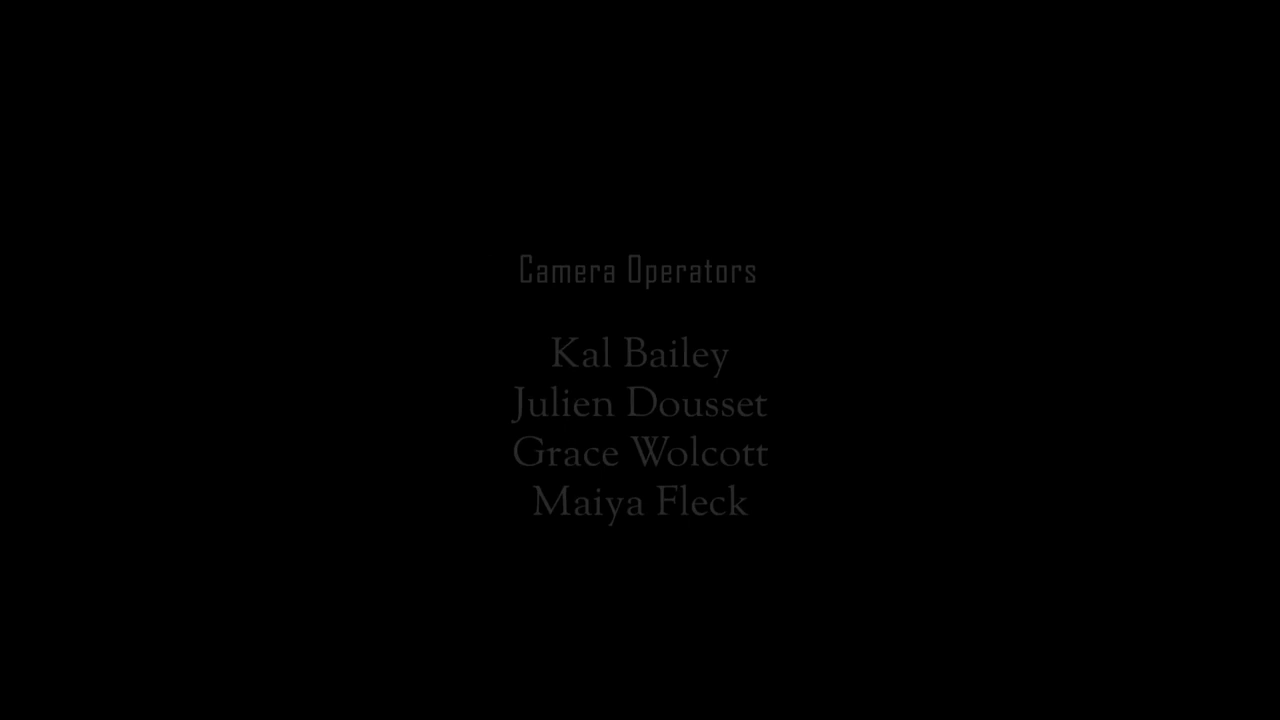 Camera Operators
Kal Bailey
Julien Dousset
Grace Wolcott
Maiya Fleck